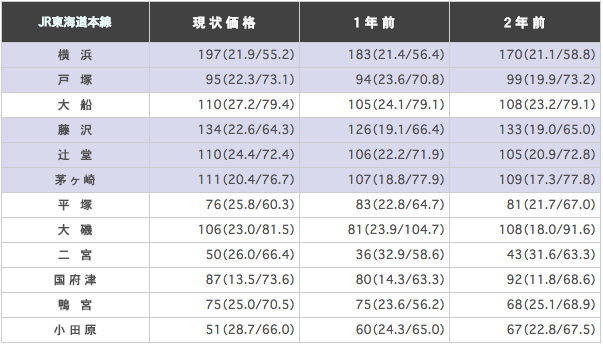 JR東海道本線 現状価格 1年前 2年前
横浜 197(21.9/55.2) 183(21.4/56.4) 170(21.1/58.8)
戸塚 95(22.3/73.1) 94(23.6/70.8) 99(19.9/73.2)
大船 110(27.2/79.4) 105(24.1/79.1) 108(23.2/79.1)
藤沢 134(22.6/64.3) 126(19.1/66.4) 133(19.0/65.0)
辻堂 110(24.4/72.4) 106(22.2/71.9) 105(20.9/72.8)
茅ヶ崎 111(20.4/76.7) 107(18.8/77.9) 109(17.3/77.8)
平塚 76(25.8/60.3) 83(22.8/64.7) 81(21.7/67.0)
大磯 106(23.0/81.5) 81(23.9/104.7) 108(18.0/91.6)
二宮 50(26.0/66.4) 36(32.9/58.6) 43(31.6/63.3)
国府津 87(13.5/73.6) 80(14.3/63.3) 92(11.8/68.6)
鴨宮 75(25.0/70.5) 75(23.6/56.2) 68(25.1/68.9)
小田原 51(28.7/66.0) 60(24.3/65.0) 67(22.8/67.5)